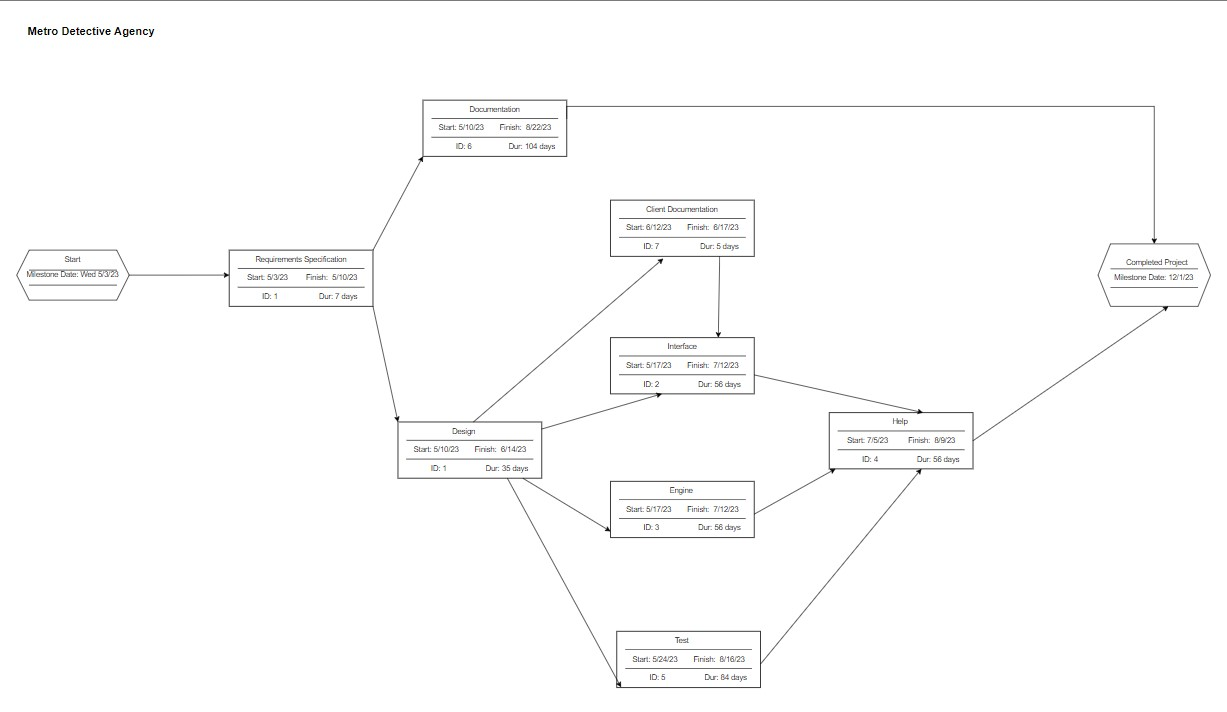 Metro Detective Agency
Documentation
Start: 5/10/23 Finish: 8/22/23
ID: 6 Dur: 104 days
Client Documentation
Start: 6/12/23 Finish: 6/17/23
ID: 7 Dur: 5 days
Start
Milestone Date: Wed 5/3/23
Requirements Specification
Start: 5/3/23 Finish: 5/10/23
ID: 1 Dur: 7 days
Completed Project
Milestone Date: 12/1/23
Interface
Start: 5/17/23 Finish: 7/12/23
ID: 2 Dur: 56 days
Design
Start: 5/10/23 Finish: 6/14/23
ID: 1 Dur: 35 days
Help
Start: 7/5/23 Finish: 8/9/23
ID: 4 Dur: 56 days
Engine
Start: 5/17/23 Finish: 7/12/23
ID: 3 Dur: 56 days
Test
Start: 5/24/23 Finish: 8/16/23
ID: 5 Dur: 84 days